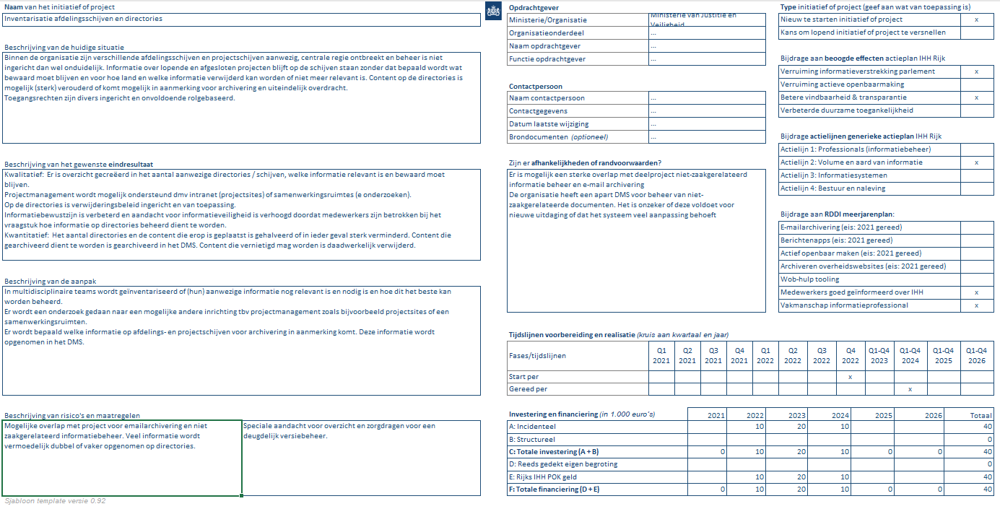 Naam van het initiatief of project
Inventarisatie afdelingsschijven en directories
Beschrijving van de huidige situatie
Binnen de organisatie zijn verschillende afdelingsschijven en projectschijven aanwezig, centrale regie ontbreekt en beheer is niet
ingericht dan wel onduidelijk. Informatie over lopende en afgesloten projecten blijft op de schijven staan zonder dat bepaald wordt wat
bewaard moet blijven en voor hoe land en welke informatie verwijderd kan worden of niet meer relevant is. Content op de directories is
mogelijk (sterk) verouderd of komt mogelijk in aanmerking voor archivering en uiteindelijk overdracht.
Toegangsrechten zijn divers ingericht en onvoldoende rolgebaseerd.
Beschrijving van het gewenste eindresultaat
Kwalitatief: Er is overzicht gecreëerd in het aantal aanwezige directories / schijven, welke informatie relevant is en bewaard moet
blijven.
Projectmanagement wordt mogelijk ondersteund dmv intranet (projectsites) of samenwerkingsruimtes (e onderzoeken).
Op de directories is verwijderingsbeleid ingericht en van toepassing.
Informatiebewustzijn is verbeterd en aandacht voor informatieveiligheid is verhoogd doordat medewerkers zijn betrokken bij het
vraagstuk hoe informatie op directories beheerd dient te worden.
Kwantitatief: Het aantal directories en de content die erop is geplaatst is gehalveerd of in ieder geval sterk verminderd. Content die
gearchiveerd dient te worden is gearchiveerd in het DMS. Content die vernietigd mag worden is daadwerkelijk verwijderd.
Beschrijving van de aanpak
In multidisciplinaire teams wordt geïnventariseerd of (hun) aanwezige informatie nog relevant is en nodig is en hoe dit het beste kan
worden beheerd.
Er wordt een onderzoek gedaan naar een mogelijke andere inrichting tbv projectmanagement zoals bijvoorbeeld projectsites of een
samenwerkingsruimten.
Er wordt bepaald welke informatie op afdelings- en projectschijven voor archivering in aanmerking komt. Deze informatie wordt
opgenomen in het DMS.
Beschrijving van risico's en maatregelen
Mogelijke overlap met project voor emailarchivering en niet
zaakgerelateerd informatiebeheer. Veel informatie wordt
vermoedelijk dubbel of vaker opgenomen op directories.
Speciale aandacht voor overzicht en zorgdragen voor een
deugdelijk versiebeheer.
Sjabloon template versie 0.92
Opdrachtgever
Ministerie/Organisatie Ministerie van Justitie en
Veiligheid
Organisatieonderdeel ...
Naam opdrachtgever ...
Functie opdrachtgever ...
Contactpersoon
Naam contactpersoon ...
Contactgegevens ...
Datum laatste wijziging ...
Brondocumenten (optioneel) ...
Zijn er afhankelijkheden of randvoorwaarden?
Er is mogelijk een sterke overlap met deelproject niet-zaakgerelateerd
informatie beheer en e-mail archivering
De organisatie heeft een apart DMS voor beheer van niet-
zaakgerelateerde documenten. Het is onzeker of deze voldoet voor
nieuwe uitdaging of dat het systeem veel aanpassing behoeft
Type initiatief of project (geef aan wat van toepassing is)
Nieuw te starten initiatief of project x
Kans om lopend initiatief of project te versnellen
Bijdrage aan beoogde effecten actieplan IHH Rijk
Verruiming informatieverstrekking parlement x
Verruiming actieve openbaarmaking
Betere vindbaarheid & transparantie x
Verbeterde duurzame toegankelijkheid
Bijdrage actielijnen generieke actieplan IHH Rijk
Actielijn 1: Professionals (informatiebeheer)
Actielijn 2: Volume en aard van informatie x
Actielijn 3: Informatiesystemen
Actielijn 4: Bestuur en naleving
Bijdrage aan RDDI meerjarenplan:
E-mailarchivering (eis: 2021 gereed)
Berichtenapps (eis: 2021 gereed)
Actief openbaar maken (eis: 2021 gereed)
Archiveren overheidswebsites (eis: 2021 gereed)
Wob-hulp tooling
Medewerkers goed geïnformeerd over IHH x
Vakmanschap informatieprofessional x
Tijdslijnen voorbereiding en realisatie (kruis aan kwartaal en jaar)
Fases/tijdslijnen Q1 2021 Q2 2021 Q3 2021 Q4 2021 Q1 2022 Q2 2022 Q3 2022 Q4 2022 Q1-Q4 2023 Q1-Q4 2024 Q1-Q4 2025 Q1-Q4 2026
Start per x
Gereed per x
Investering en financiering (in 1.000 euro's) 2021 2022 2023 2024 2025 2026 Totaal
A: Incidenteel 10 20 10 40
B: Structureel 0
C: Totale investering (A + B) 0 10 20 10 0 0 40
D: Reeds gedekt eigen begroting 0
E: Rijks IHH POK geld 10 20 10 40
F: Totale financiering (D + E) 0 10 20 10 0 0 40